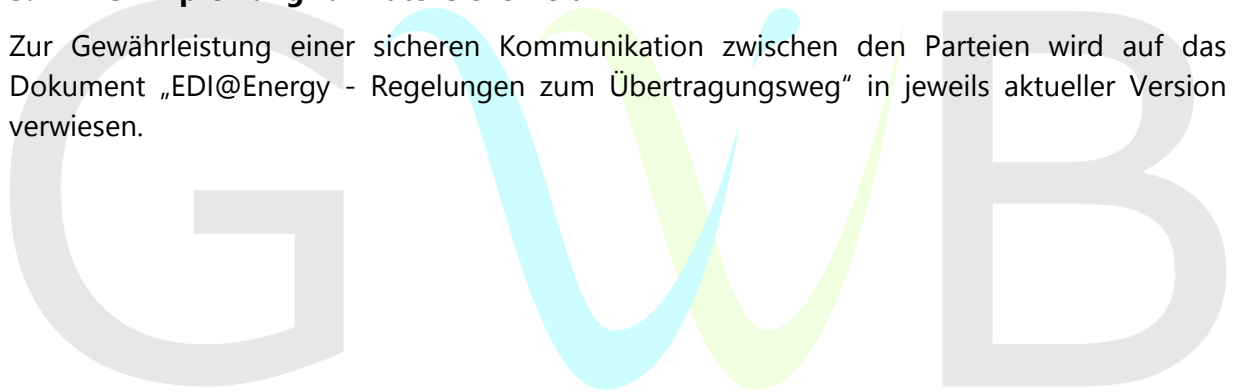 Zur Gewährleistung einer sicheren Kommunikation zwischen den Parteien wird auf das
Dokument „EDI@Energy - Regelungen zum Übertragungsweg“ in jeweils aktueller Version
verwiesen.
GWB